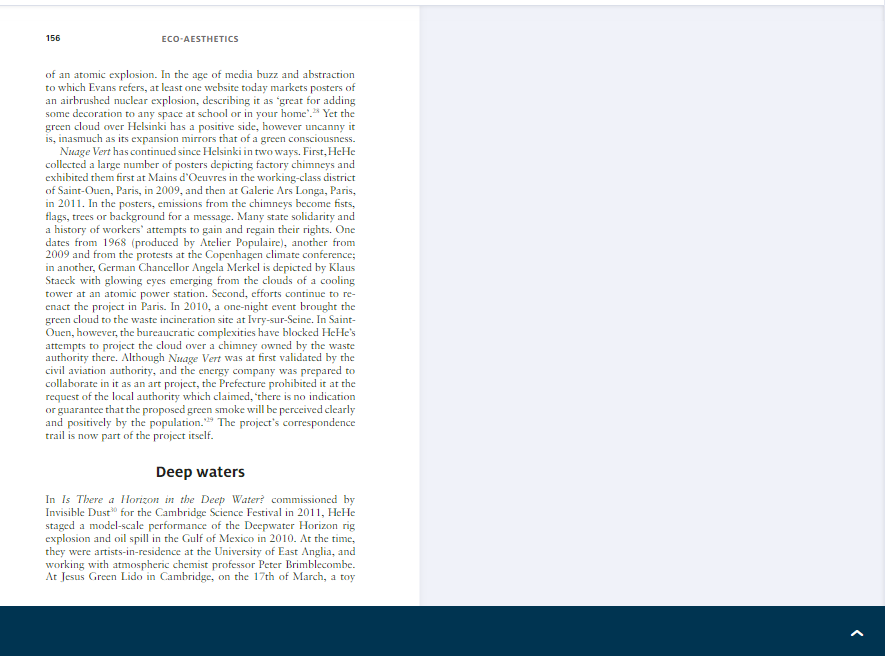 156
ECO-AESTHETICS
of an atomic explosion. In the age of media buzz and abstraction
to which Evans refers, at least one website today markets posters of
an airbrushed nuclear explosion, describing it as ‘great for adding
some decoration to any space at school or in your home’.²⁸ Yet the
green cloud over Helsinki has a positive side, however uncanny it
is, inasmuch as its expansion mirrors that of a green consciousness.
Nuage Vert has continued since Helsinki in two ways. First, HeHe
collected a large number of posters depicting factory chimneys and
exhibited them first at Mains d’Oeuvres in the working-class district
of Saint-Ouen, Paris, in 2009, and then at Galerie Ars Longa, Paris,
in 2011. In the posters, emissions from the chimneys become fists,
flags, trees or background for a message. Many state solidarity and
a history of workers’ attempts to gain and regain their rights. One
dates from 1968 (produced by Atelier Populaire), another from
2009 and from the protests at the Copenhagen climate conference;
in another, German Chancellor Angela Merkel is depicted by Klaus
Staeck with glowing eyes emerging from the clouds of a cooling
tower at an atomic power station. Second, efforts continue to re-
enact the project in Paris. In 2010, a one-night event brought the
green cloud to the waste incineration site at Ivry-sur-Seine. In Saint-
Ouen, however, the bureaucratic complexities have blocked HeHe’s
attempts to project the cloud over a chimney owned by the waste
authority there. Although Nuage Vert was at first validated by the
civil aviation authority, and the energy company was prepared to
collaborate in it as an art project, the Prefecture prohibited it at the
request of the local authority which claimed, ‘there is no indication
or guarantee that the proposed green smoke will be perceived clearly
and positively by the population.’²⁹ The project’s correspondence
trail is now part of the project itself.
Deep waters
In Is There a Horizon in the Deep Water? commissioned by
Invisible Dust³⁰ for the Cambridge Science Festival in 2011, HeHe
staged a model-scale performance of the Deepwater Horizon rig
explosion and oil spill in the Gulf of Mexico in 2010. At the time,
they were artists-in-residence at the University of East Anglia, and
working with atmospheric chemist professor Peter Brimblecombe.
At Jesus Green Lido in Cambridge, on the 17th of March, a toy